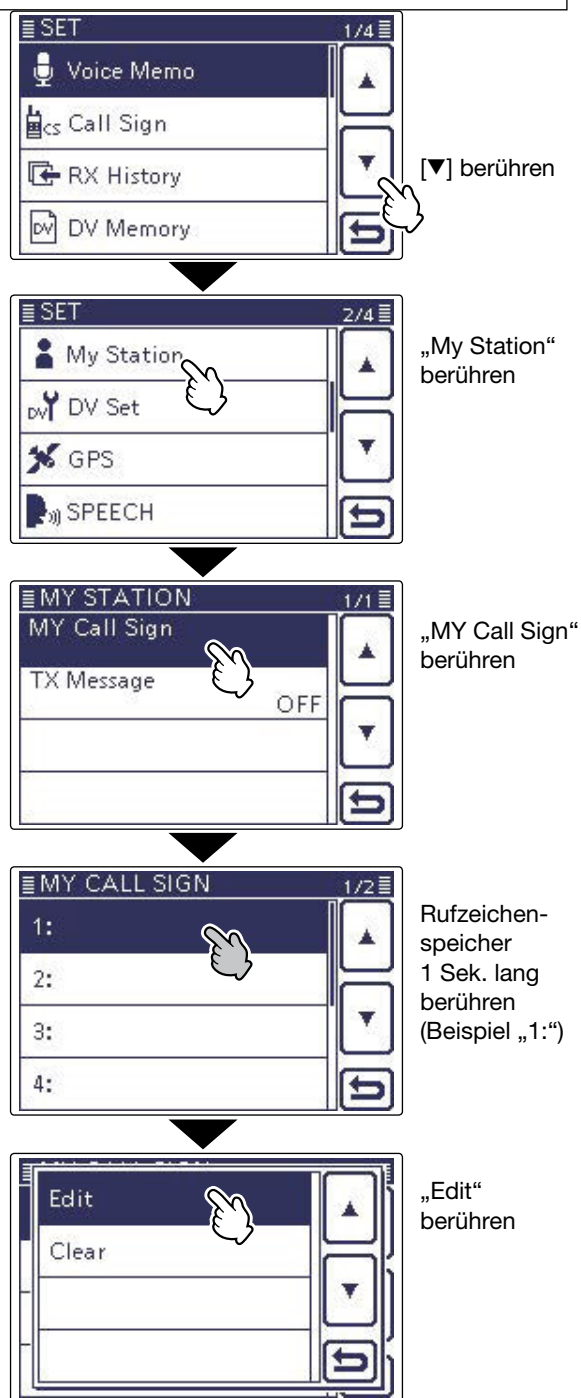 SET 1/4
Voice Memo
CS Call Sign
RX History
DV DV Memory
[▼] berühren
SET 2/4
My Station
DV DV Set
GPS
SPEECH
„My Station“
berühren
MY STATION 1/1
MY Call Sign
TX Message
OFF
„MY Call Sign“
berühren
MY CALL SIGN 1/2
1:
2:
3:
4:
Rufzeichen-
speicher
1 Sek. lang
berühren
(Beispiel „1:“)
Edit
Clear
„Edit“
berühren